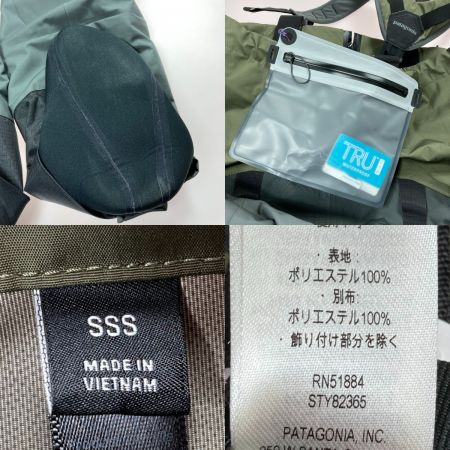 patagonia
TRU
WATERPROOF
SSS
MADE IN
VIETNAM
・表地:
ポリエステル100%
・別布:
ポリエステル100%
・飾り付け部分を除く
RN51884
STY82365
PATAGONIA, INC.